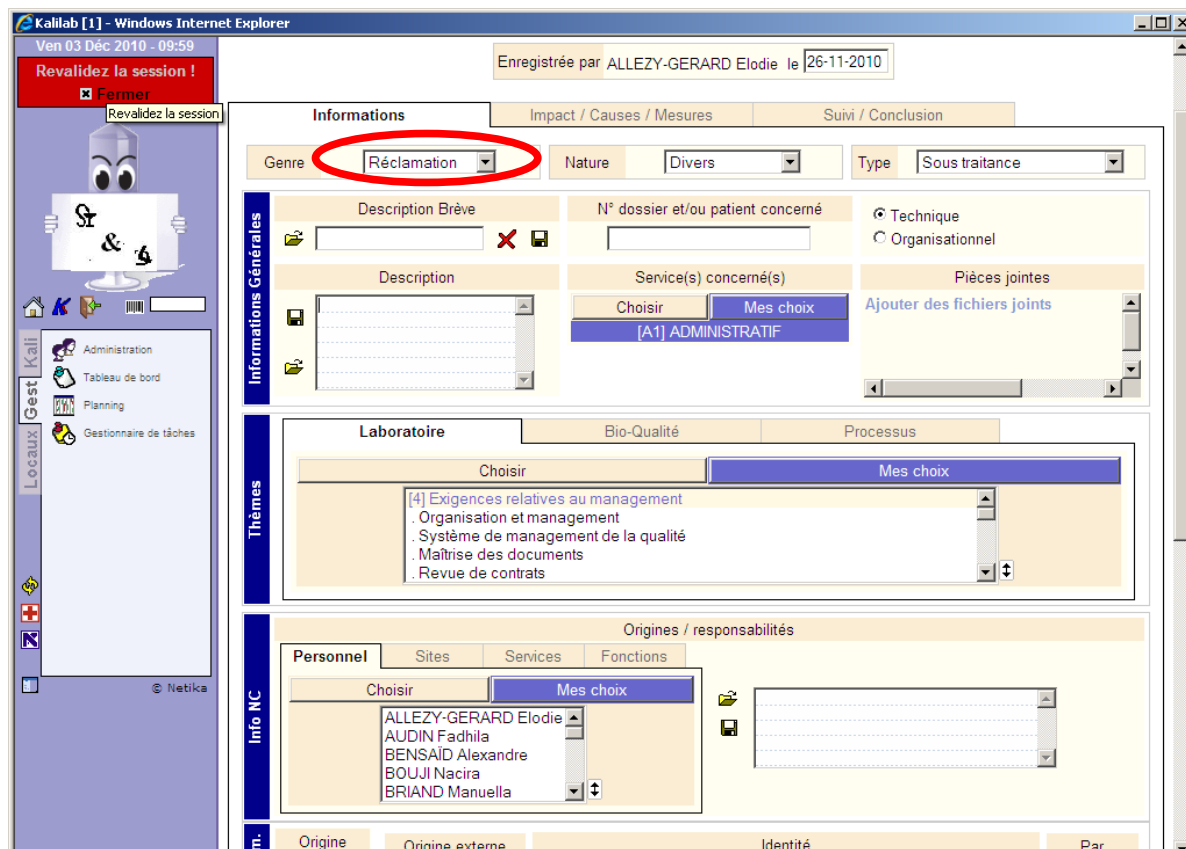 Kalilab [1] - Windows Internet Explorer
Ven 03 Déc 2010 - 09:59
Revalidez la session !
Fermer
Revalidez la session
Enregistrée par ALLEZY-GERARD Elodie le 26-11-2010
Informations Impact / Causes / Mesures Suivi / Conclusion
Genre Réclamation Nature Divers Type Sous traitance
Informations Générales
Description Brève N° dossier et/ou patient concerné
Technique
Organisationnel
Description Service(s) concerné(s) Pièces jointes
Choisir Mes choix Ajouter des fichiers joints
[A1] ADMINISTRATIF
Kali
Gest
Locaux
Administration
Tableau de bord
Planning
Gestionnaire de tâches
© Netika
Thèmes
Laboratoire Bio-Qualité Processus
Choisir Mes choix
[4] Exigences relatives au management
. Organisation et management
. Système de management de la qualité
. Maîtrise des documents
. Revue de contrats
Info NC
Origines / responsabilités
Personnel Sites Services Fonctions
Choisir Mes choix
ALLEZY-GERARD Elodie
AUDIN Fadhila
BENSAÏD Alexandre
BOUJI Nacira
BRIAND Manuella
Origine Origine externe Identité Par